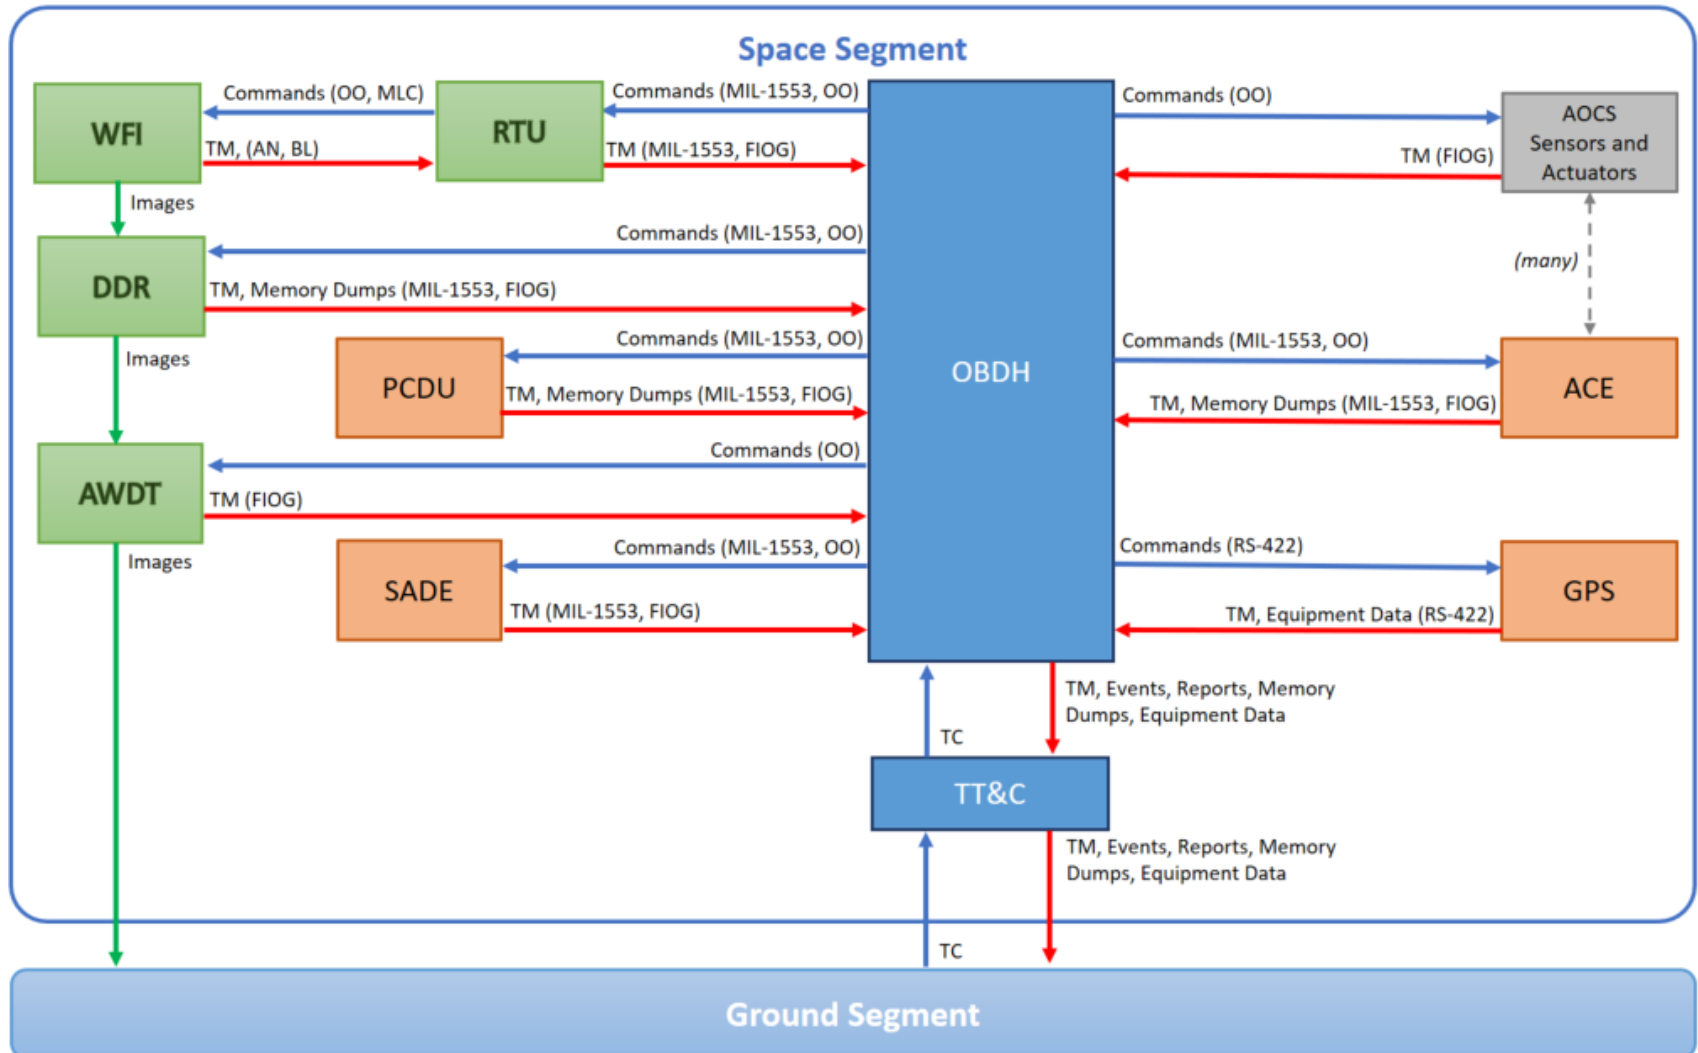 Space Segment
WFI
Commands (OO, MLC)
TM, (AN, BL)
RTU
Commands (MIL-1553, OO)
TM (MIL-1553, FIOG)
OBDH
Commands (OO)
TM (FIOG)
AOCS
Sensors and
Actuators
Images
DDR
Commands (MIL-1553, OO)
TM, Memory Dumps (MIL-1553, FIOG)
(many)
Images
PCDU
Commands (MIL-1553, OO)
TM, Memory Dumps (MIL-1553, FIOG)
Commands (MIL-1553, OO)
TM, Memory Dumps (MIL-1553, FIOG)
ACE
AWDT
Commands (OO)
TM (FIOG)
Images
SADE
Commands (MIL-1553, OO)
TM (MIL-1553, FIOG)
Commands (RS-422)
TM, Equipment Data (RS-422)
GPS
TC
TM, Events, Reports, Memory
Dumps, Equipment Data
TT&C
TM, Events, Reports, Memory
Dumps, Equipment Data
TC
Ground Segment